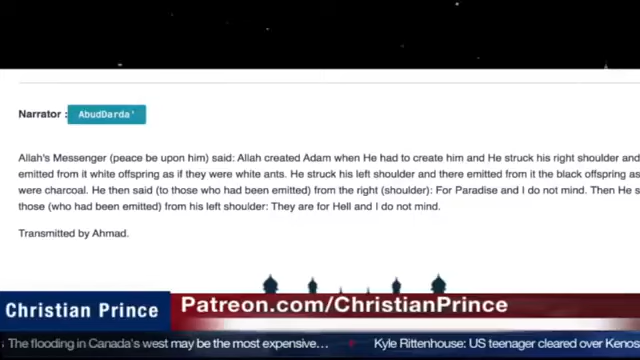 Narrator : AbudDarda'
Allah's Messenger (peace be upon him) said: Allah created Adam when He had to create him and He struck his right shoulder and
emitted from it white offspring as if they were white ants. He struck his left shoulder and there emitted from it the black offspring as
were charcoal. He then said (to those who had been emitted) from the right (shoulder): For Paradise and I do not mind. Then He s
those (who had been emitted) from his left shoulder: They are for Hell and I do not mind.
Transmitted by Ahmad.
Christian Prince
Patreon.com/ChristianPrince
The flooding in Canada's west may be the most expensive... Kyle Rittenhouse: US teenager cleared over Kenos